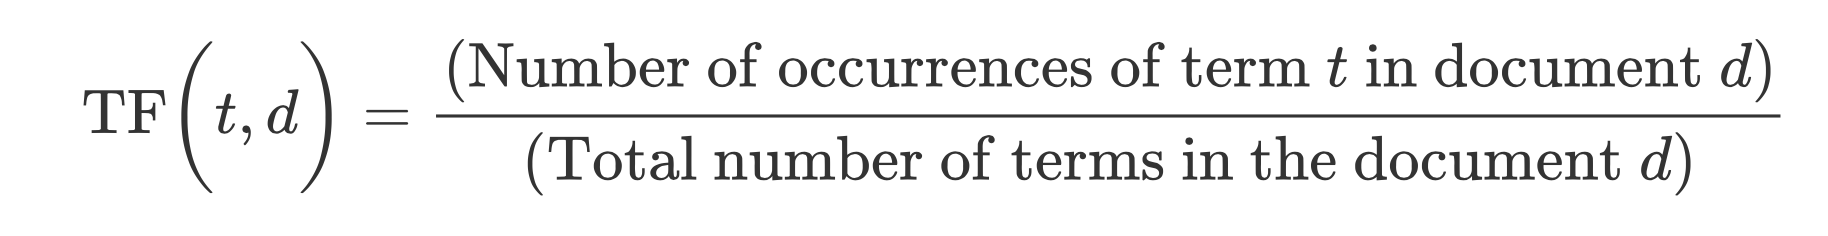 TF(t, d) = (Number of occurrences of term t in document d)
(Total number of terms in the document d)